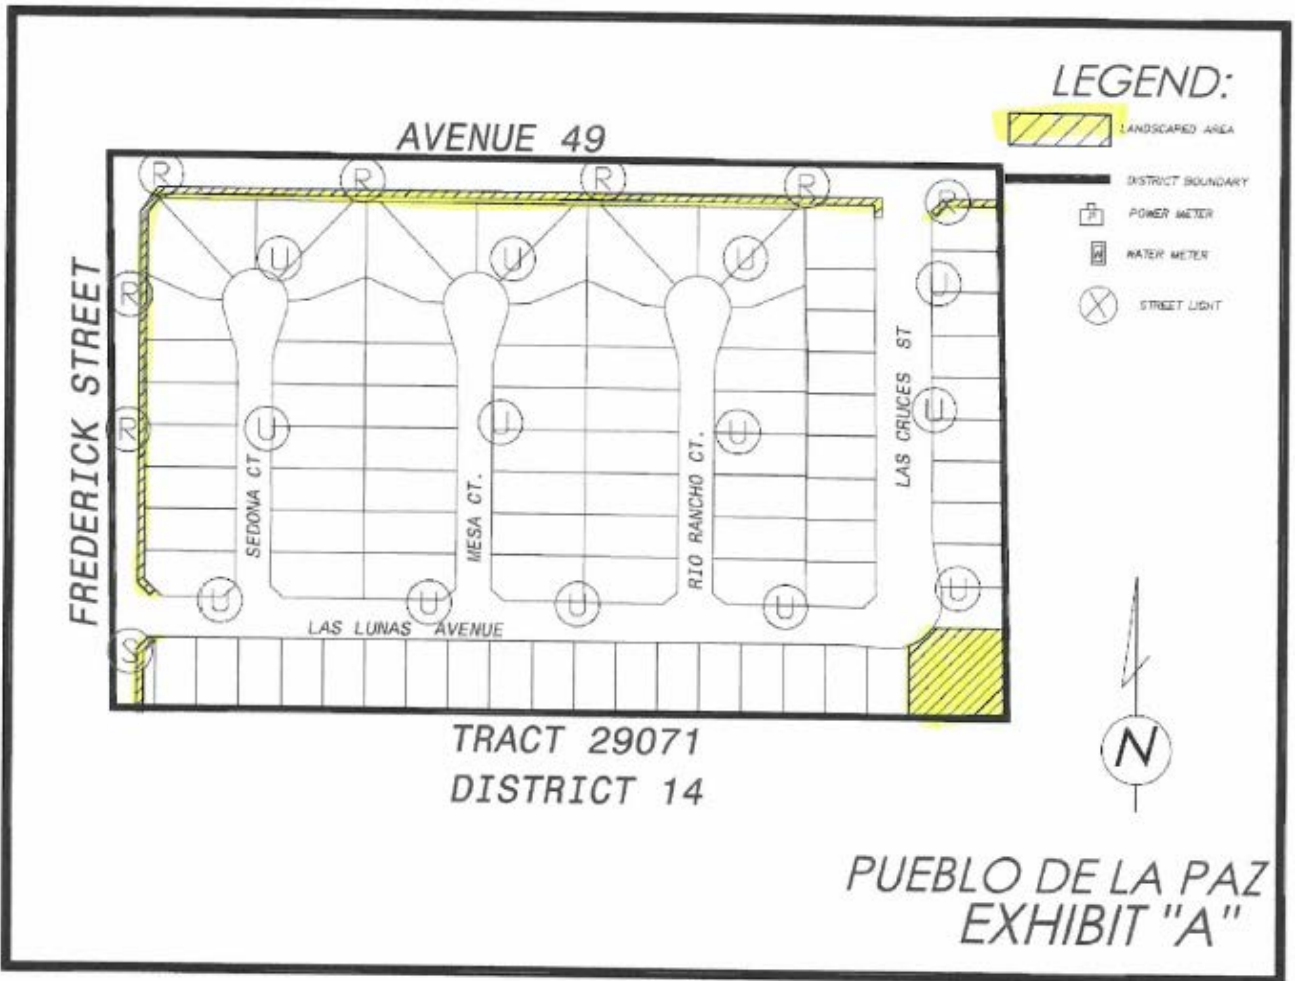 LEGEND:
LANDSCAPED AREA
DISTRICT BOUNDARY
P
POWER METER
W
WATER METER
X
STREET LIGHT
AVENUE 49
R
R
R
R
R
U
U
U
U
R
FREDERICK STREET
R
U
U
U
U
SEDONA CT.
MESA CT.
RIO RANCHO CT.
LAS CRUCES ST
U
U
U
U
U
LAS LUNAS AVENUE
S
TRACT 29071
DISTRICT 14
N
PUEBLO DE LA PAZ
EXHIBIT "A"